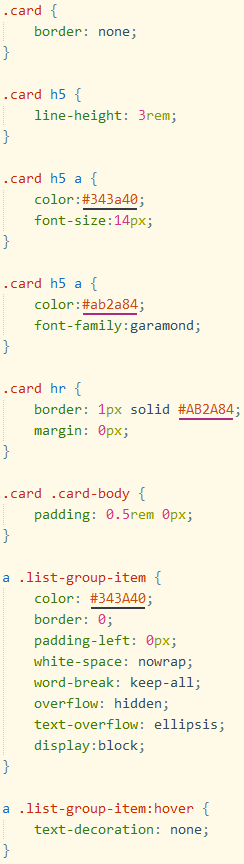 .card {
    border: none;
}

.card h5 {
    line-height: 3rem;
}

.card h5 a {
    color:#343a40;
    font-size:14px;
}

.card h5 a {
    color:#ab2a84;
    font-family:garamond;
}

.card hr {
    border: 1px solid #AB2A84;
    margin: 0px;
}

.card .card-body {
    padding: 0.5rem 0px;
}

a .list-group-item {
    color: #343A40;
    border: 0;
    padding-left: 0px;
    white-space: nowrap;
    word-break: keep-all;
    overflow: hidden;
    text-overflow: ellipsis;
    display:block;
}

a .list-group-item:hover {
    text-decoration: none;
}